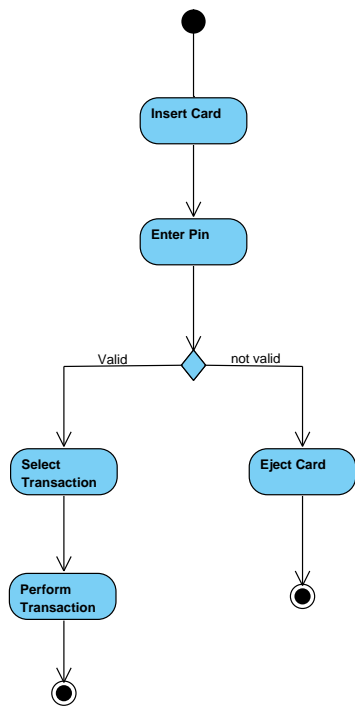 Insert Card
Enter Pin
Valid
not valid
Select
Transaction
Eject Card
Perform
Transaction